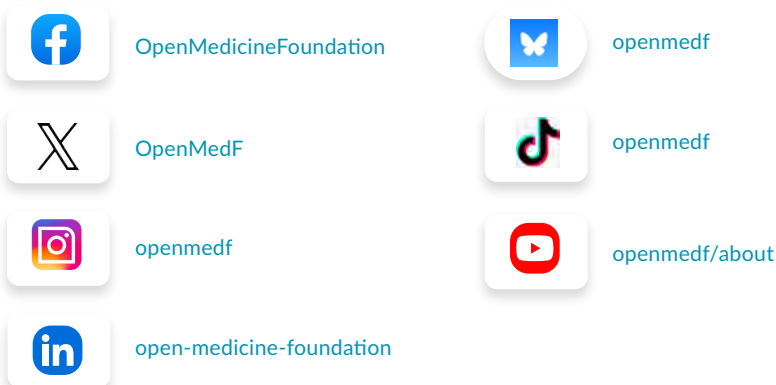 OpenMedicineFoundation
OpenMedF
openmedf
open-medicine-foundation
openmedf
openmedf
openmedf/about